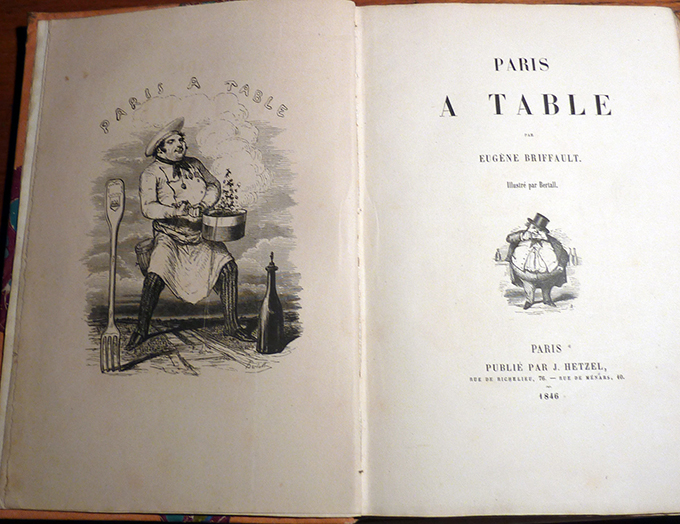 PARIS A TABLE
PARIS
A TABLE
PAR
EUGÈNE BRIFFAULT.
Illustré par Bertall.
PARIS
PUBLIÉ PAR J. HETZEL,
RUE DE RICHELIEU, 76. — RUE DE MÉNARS, 10.
1846